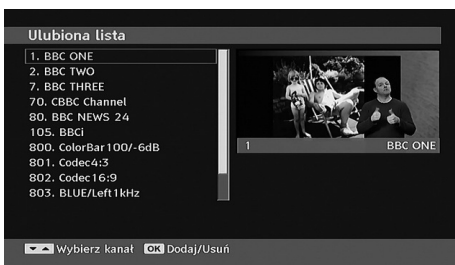 Ulubiona lista
1. BBC ONE
2. BBC TWO
7. BBC THREE
70. CBBC Channel
80. BBC NEWS 24
105. BBCi
800. ColorBar100/-6dB
801. Codec4:3
802. Codec16:9
803. BLUE/Left1kHz
1 BBC ONE
Wybierz kanał OK Dodaj/Usuń